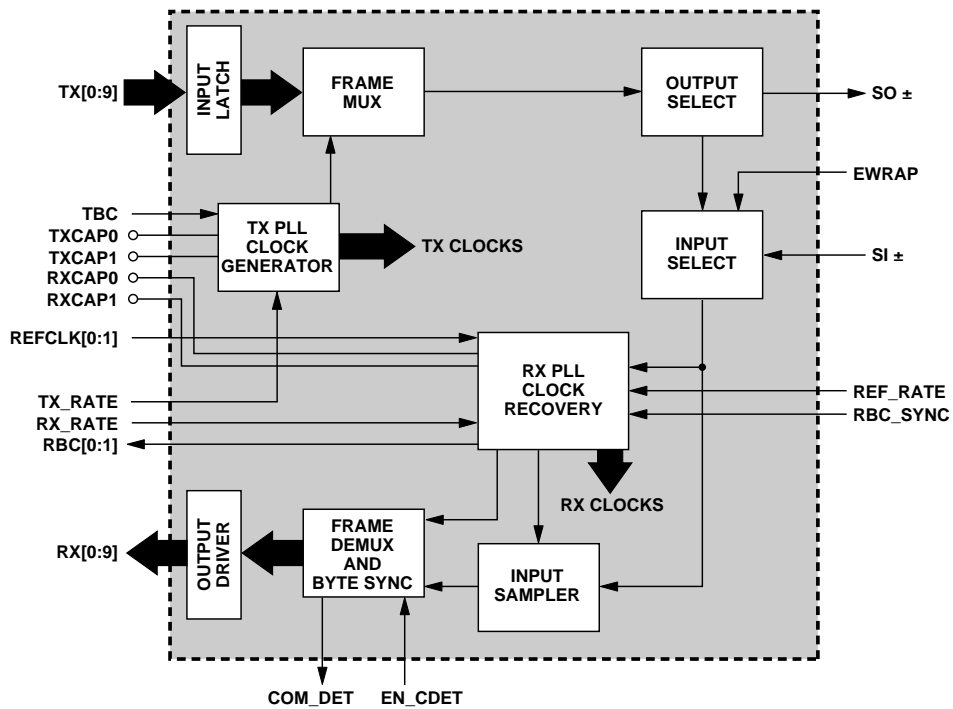 TX[0:9]
INPUT
LATCH
FRAME
MUX
OUTPUT
SELECT
SO ±
EWRAP
TBC
TXCAP0
TXCAP1
RXCAP0
RXCAP1
TX PLL
CLOCK
GENERATOR
TX CLOCKS
INPUT
SELECT
SI ±
REFCLK[0:1]
RX PLL
CLOCK
RECOVERY
REF_RATE
RBC_SYNC
TX_RATE
RX_RATE
RBC[0:1]
RX CLOCKS
RX[0:9]
OUTPUT
DRIVER
FRAME
DEMUX
AND
BYTE SYNC
INPUT
SAMPLER
COM_DET
EN_CDET